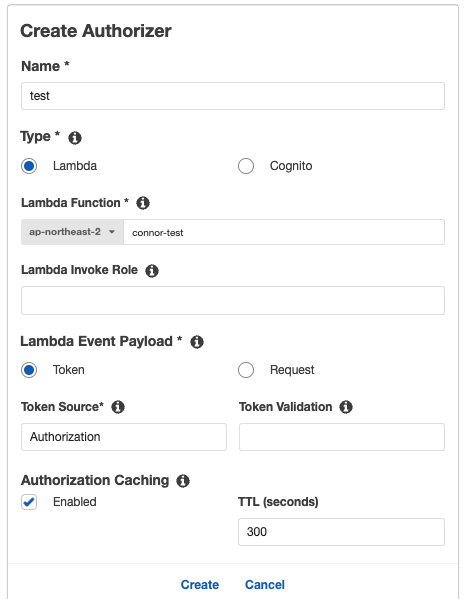 Create Authorizer
Name *
test
Type *
Lambda Cognito
Lambda Function *
ap-northeast-2 connor-test
Lambda Invoke Role
Lambda Event Payload *
Token Request
Token Source* Token Validation
Authorization
Authorization Caching
Enabled TTL (seconds)
300
Create Cancel